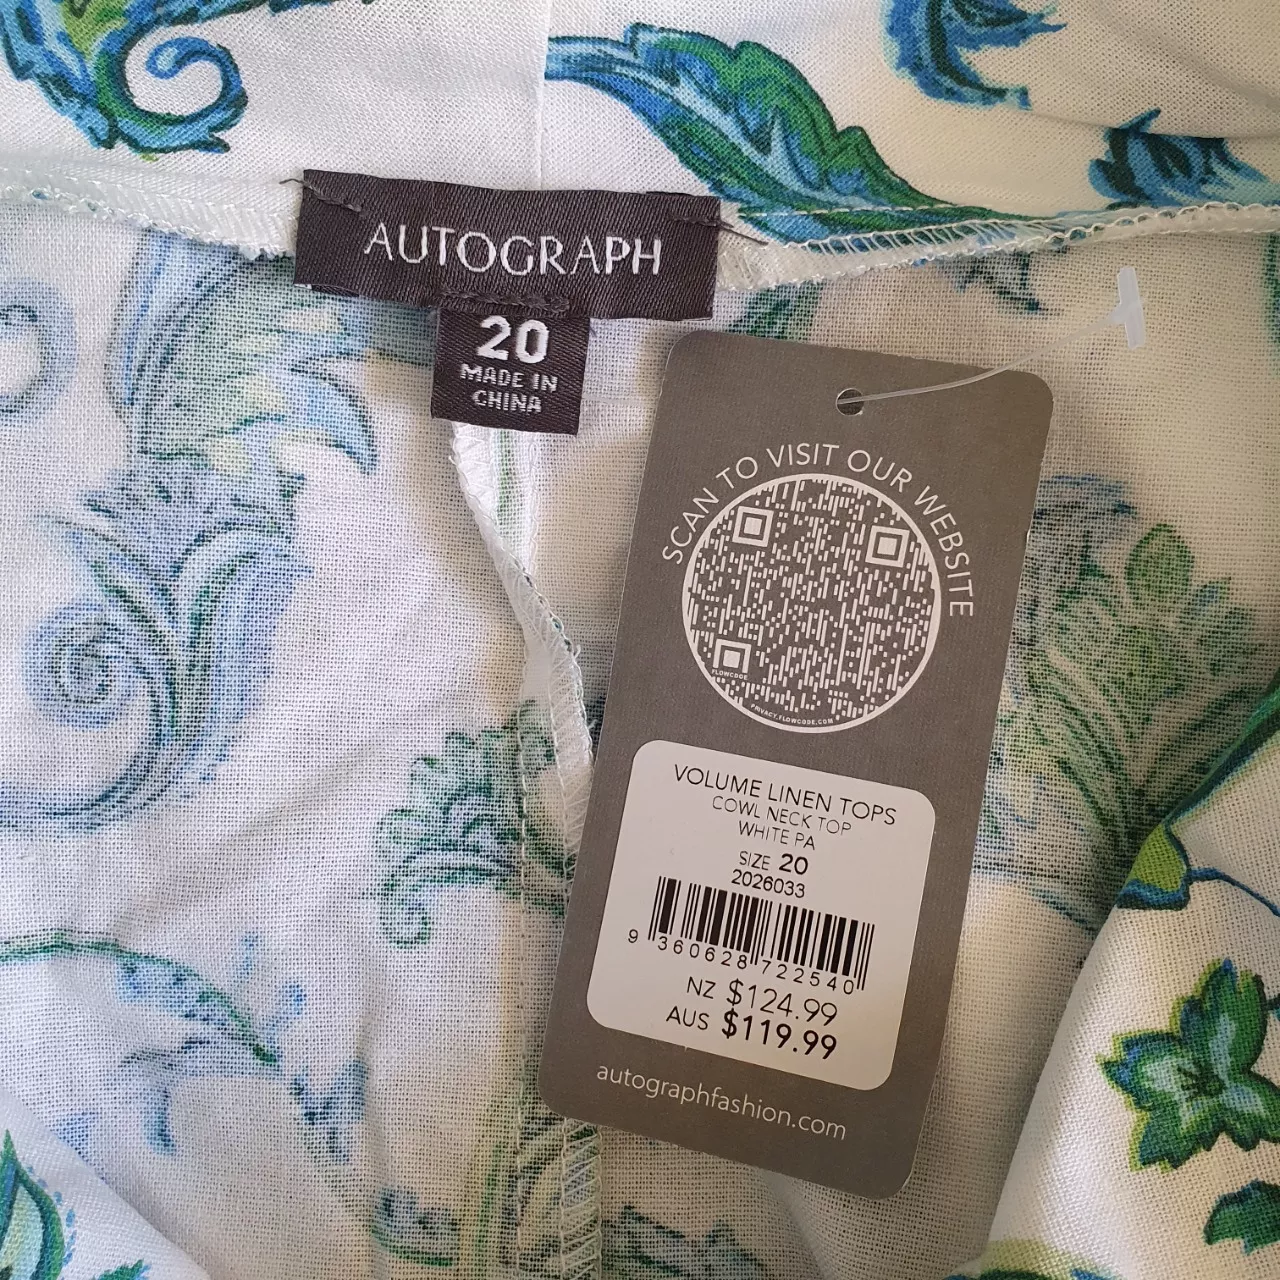 AUTOGRAPH
20
MADE IN
CHINA
SCAN TO VISIT OUR WEBSITE
FLOWCODE
PRIVACY.FLOWCODE.COM
VOLUME LINEN TOPS
COWL NECK TOP
WHITE PA
SIZE 20
2026033
9 360628 722540
NZ $124.99
AUS $119.99
autographfashion.com